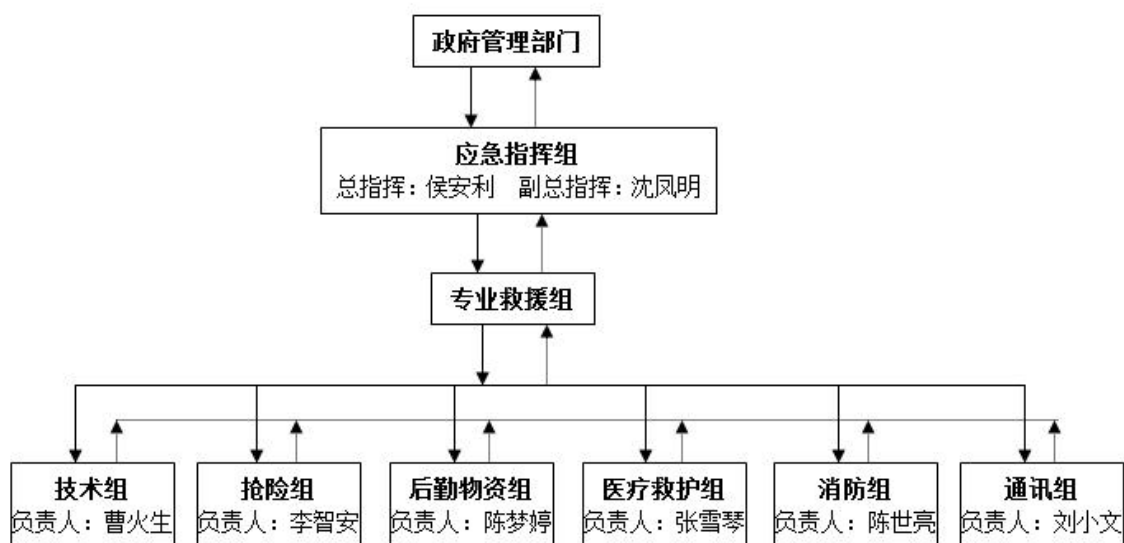 政府管理部门
应急指挥组
总指挥：侯安利　副总指挥：沈凤明
专业救援组
技术组
负责人：曹火生
抢险组
负责人：李智安
后勤物资组
负责人：陈梦婷
医疗救护组
负责人：张雪琴
消防组
负责人：陈世亮
通讯组
负责人：刘小文